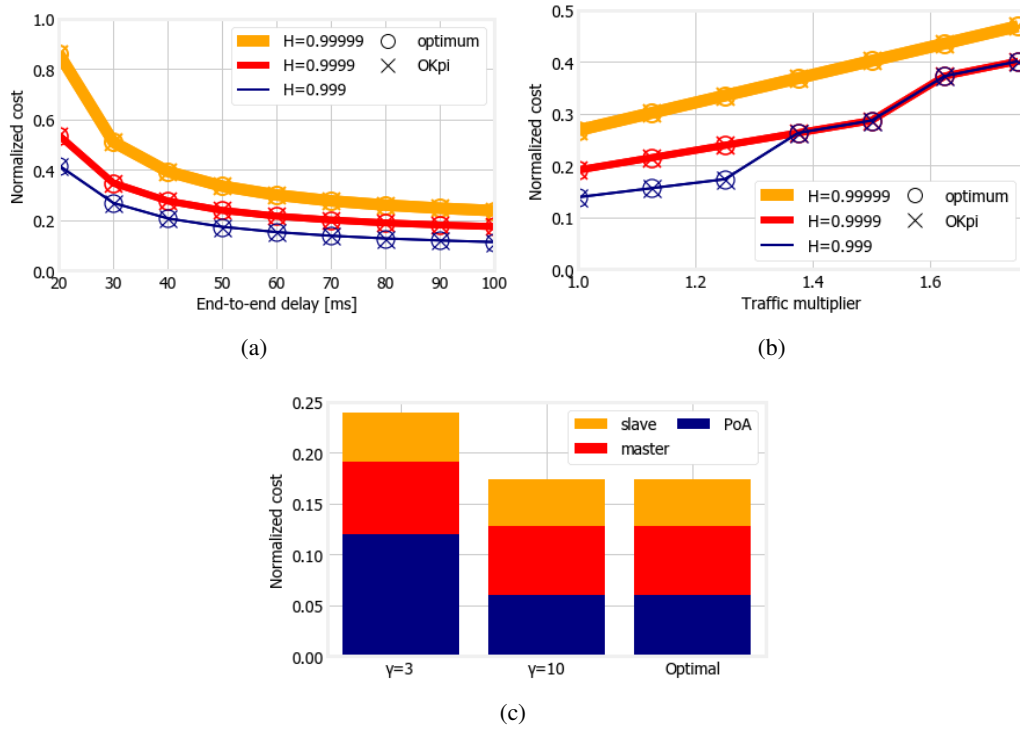 1.0
0.8
0.6
0.4
0.2
0.0
Normalized cost
H=0.99999 optimum
H=0.9999 OKpi
H=0.999
20 30 40 50 60 70 80 90 100
End-to-end delay [ms]
(a)
0.5
0.4
0.3
0.2
0.1
0.0
Normalized cost
H=0.99999 optimum
H=0.9999 OKpi
H=0.999
1.0 1.2 1.4 1.6
Traffic multiplier
(b)
0.25
0.20
0.15
0.10
0.05
0.00
Normalized cost
slave PoA
master
γ=3 γ=10 Optimal
(c)